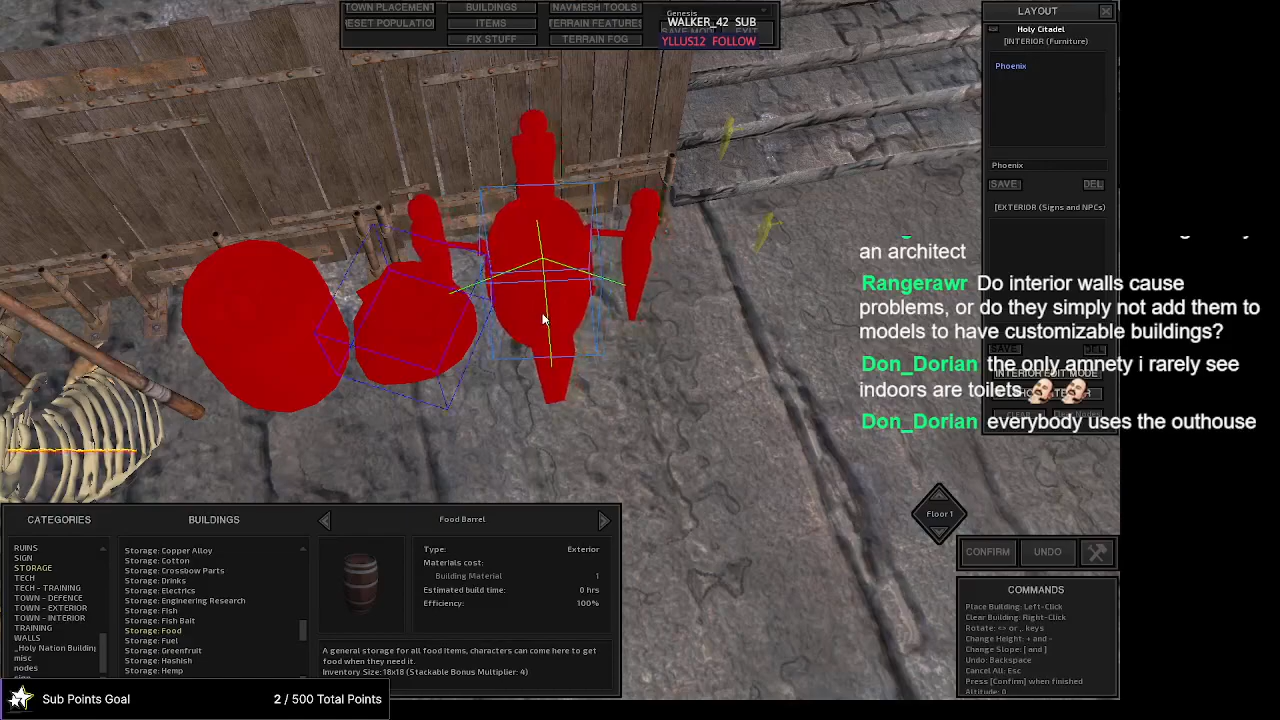 TOWN PLACEMENT
BUILDINGS
NAVMESH TOOLS
Genesis
RESET POPULATION
ITEMS
TERRAIN FEATURES
WALKER_42 SUB
FIX STUFF
TERRAIN FOG
YLLUS12 FOLLOW
LAYOUT
Holy Citadel
[INTERIOR (Furniture)
Phoenix
Phoenix
SAVE
DEL
[EXTERIOR (Signs and NPCs)
an architect
Rangerawr Do interior walls cause
problems, or do they simply not add them to
models to have customizable buildings?
SAVE
DEL
Don_Dorian the only amnety i rarely see
INTERIOR EDIT MODE
indoors are toilets
Don_Dorian everybody uses the outhouse
Floor 1
CONFIRM
UNDO
COMMANDS
Place Building: Left-Click
Clear Building: Right-Click
Rotate: <> or ,. keys
Change Height: + and -
Change Slope: [ and ]
Undo: Backspace
Cancel All: Esc
Press [Confirm] when finished
Altitude: 0
CATEGORIES
RUINS
SIGN
STORAGE
TECH
TECH - TRAINING
TOWN - DEFENCE
TOWN - EXTERIOR
TOWN - INTERIOR
TRAINING
WALLS
_Holy Nation Building
misc
nodes
BUILDINGS
Storage: Copper Alloy
Storage: Cotton
Storage: Crossbow Parts
Storage: Drinks
Storage: Electrics
Storage: Engineering Research
Storage: Fish
Storage: Fish Bait
Storage: Food
Storage: Fuel
Storage: Greenfruit
Storage: Hashish
Storage: Hemp
Food Barrel
Type: Exterior
Materials cost:
Building Material 1
Estimated build time: 0 hrs
Efficiency: 100%
A general storage for all food items, characters can come here to get
food when they need it.
Inventory Size: 18x18 (Stackable Bonus Multiplier: 4)
Sub Points Goal
2 / 500 Total Points